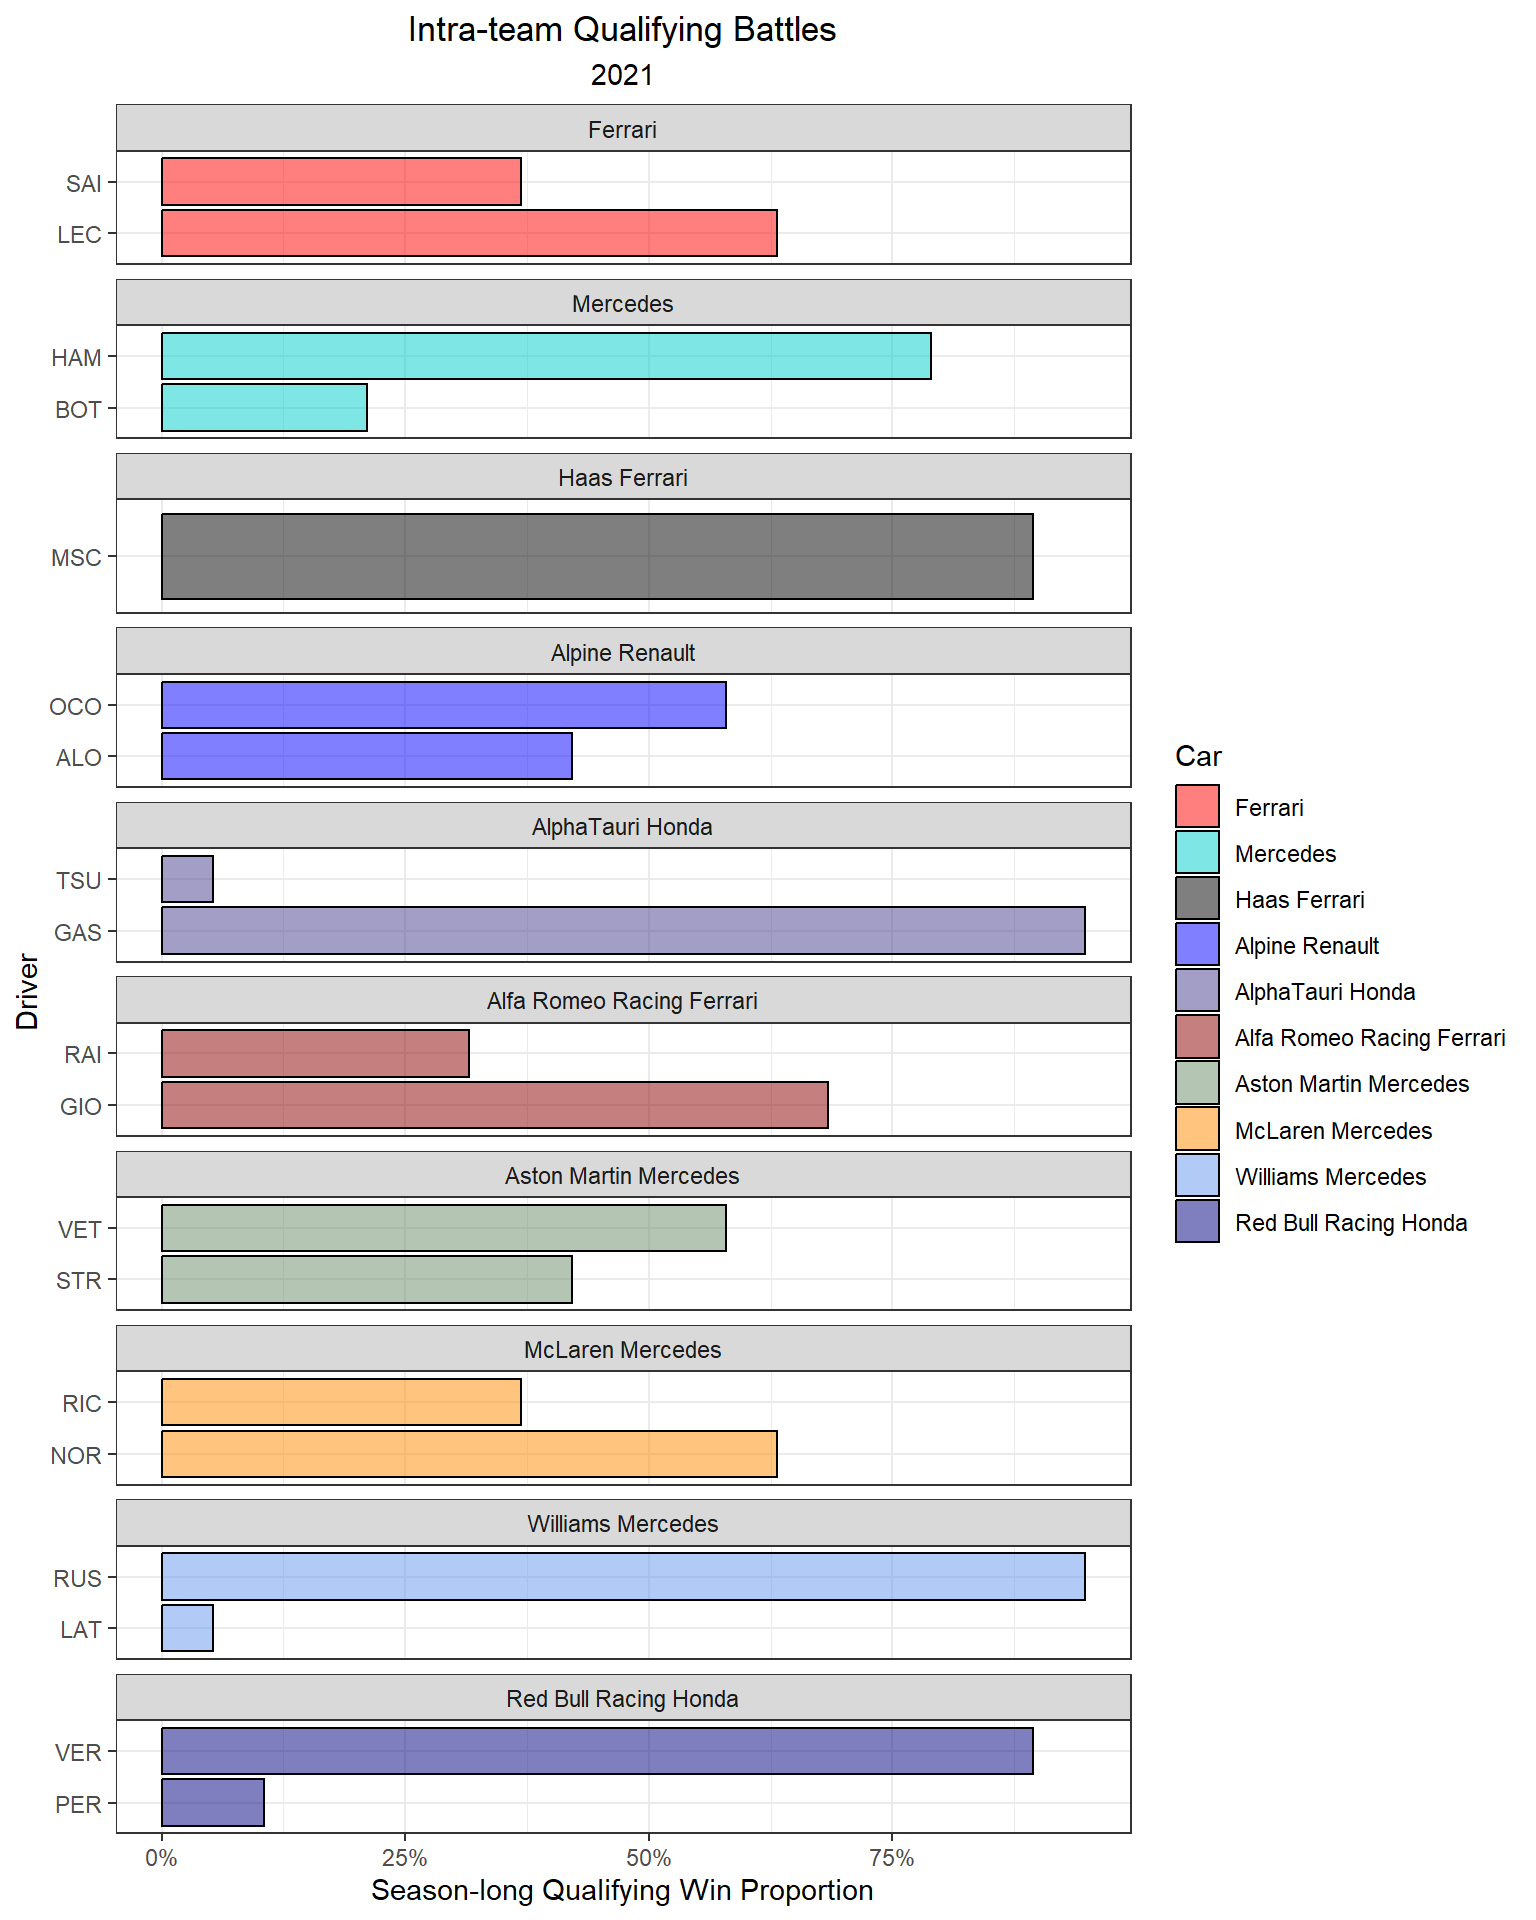 Intra-team Qualifying Battles
2021
Ferrari
SAI
LEC
Mercedes
HAM
BOT
Haas Ferrari
MSC
Alpine Renault
OCO
ALO
AlphaTauri Honda
TSU
GAS
Alfa Romeo Racing Ferrari
RAI
GIO
Aston Martin Mercedes
VET
STR
McLaren Mercedes
RIC
NOR
Williams Mercedes
RUS
LAT
Red Bull Racing Honda
VER
PER
0% 25% 50% 75%
Season-long Qualifying Win Proportion
Driver
Car
Ferrari
Mercedes
Haas Ferrari
Alpine Renault
AlphaTauri Honda
Alfa Romeo Racing Ferrari
Aston Martin Mercedes
McLaren Mercedes
Williams Mercedes
Red Bull Racing Honda